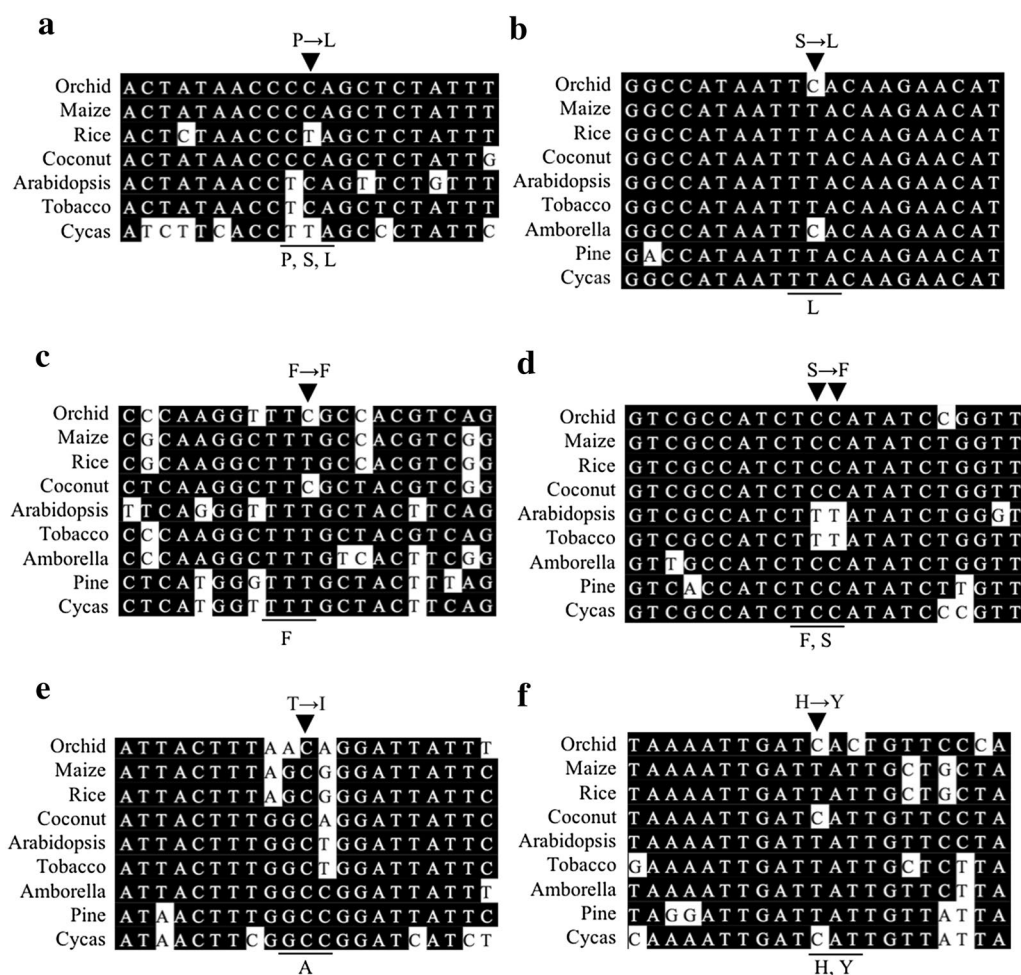 a
P→L
Orchid ACTATAACCCCAGCTCTATTT
Maize ACTATAACCCCAGCTCTATTT
Rice ACTCTAACCCTAGCTCTATTT
Coconut ACTATAACCCCAGCTCTATTG
Arabidopsis ACTATAACCTCAGTTCTGTTT
Tobacco ACTATAACCTCAGCTCTATTT
Cycas ATCTTCACCTTAGCCCTATTC
P, S, L
b
S→L
Orchid GGCCATAATTCACAAGAACAT
Maize GGCCATAATTTACAAGAACAT
Rice GGCCATAATTTACAAGAACAT
Coconut GGCCATAATTTACAAGAACAT
Arabidopsis GGCCATAATTTACAAGAACAT
Tobacco GGCCATAATTTACAAGAACAT
Amborella GGCCATAATTCACAAGAACAT
Pine GACCATAATTTACAAGAACAT
Cycas GGCCATAATTTACAAGAACAT
L
c
F→F
Orchid CCCAAGGTTTCGCCACGTCAG
Maize CGCAAGGCTTTGCCACGTCGG
Rice CGCAAGGCTTTGCCACGTCGG
Coconut CTCAAGGCTTCGCTACGTCGG
Arabidopsis TTCAGGGTTTTGCTACTTCAG
Tobacco CCCAAGGCTTTGCTACGTCAG
Amborella CCCAAGGCTTTGTCACTTCGG
Pine CTCATGGGTTTGCTACTTTAG
Cycas CTCATGGTTTTGCTACTTCAG
F
d
S→F
Orchid GTCGCCATCTCCATATCCGGTT
Maize GTCGCCATCTCCATATCTGGTT
Rice GTCGCCATCTCCATATCTGGTT
Coconut GTCGCCATCTCCATATCTGGTT
Arabidopsis GTCGCCATCTTTATATCTGGGT
Tobacco GTCGCCATCTTTATATCTGGTT
Amborella GTTGCCATCTCCATATCTGGTT
Pine GTCACCATCTCCATATCTTGTT
Cycas GTCGCCATCTCCATATCCCGTT
F, S
e
T→I
Orchid ATTACTTTAACAGGATTATTT
Maize ATTACTTTAGCGGGATTATTC
Rice ATTACTTTAGCGGGATTATTC
Coconut ATTACTTTGGCAGGATTATTC
Arabidopsis ATTACTTTGGCTGGATTATTC
Tobacco ATTACTTTGGCTGGATTATTC
Amborella ATTACTTTGGCCGGATTATTT
Pine ATAACTTTGGCCGGATTATTC
Cycas ATAACTTCGGCCGGATCATCT
A
f
H→Y
Orchid TAAAATTGATCACTGTTCCCA
Maize TAAAATTGATTATTGCTGCTA
Rice TAAAATTGATTATTGCTGCTA
Coconut TAAAATTGATCATTGTTCCTA
Arabidopsis TAAAATTGATTATTGTTCCTA
Tobacco GAAAATTGATTATTGCTCTTA
Amborella TAAAATTGATTATTGTTCTTA
Pine TAGGATTGATTATTGTTATTA
Cycas CAAAATTGATCATTGTTATTA
H, Y